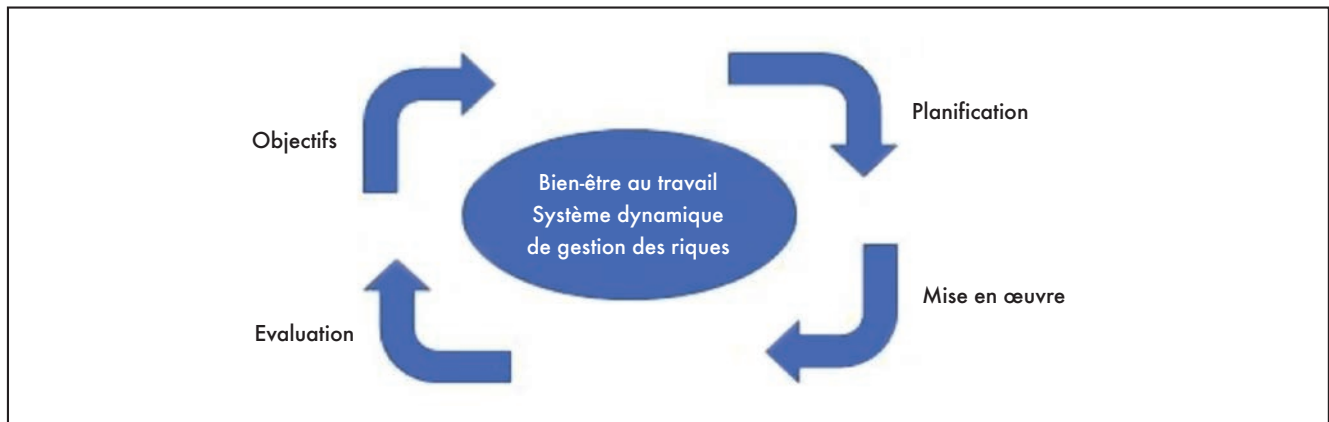 Objectifs
Planification
Bien-être au travail
Système dynamique
de gestion des riques
Mise en œuvre
Evaluation